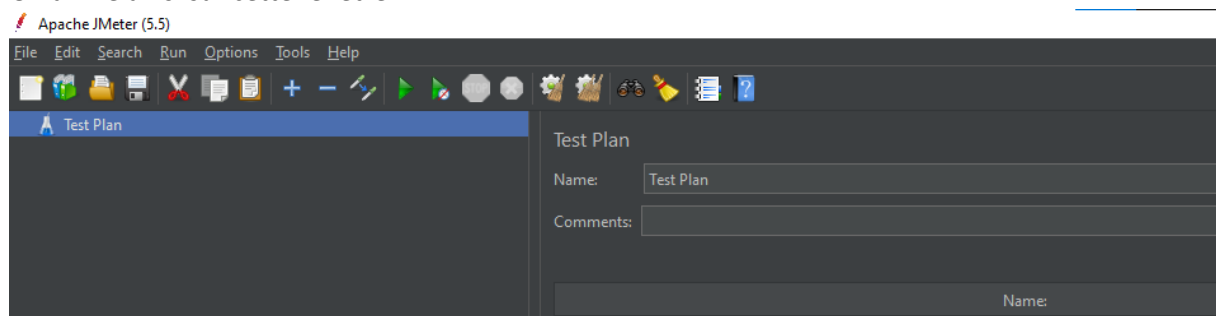 Apache JMeter (5.5)
File Edit Search Run Options Tools Help
STOP
Test Plan
Test Plan
Name: Test Plan
Comments:
Name: